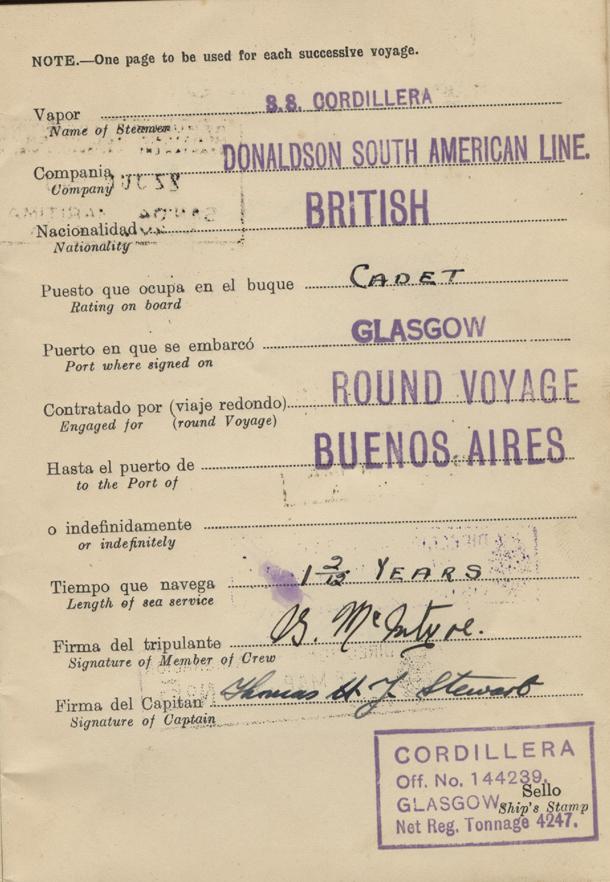 NOTE.—One page to be used for each successive voyage.
Vapor S.S. CORDILLERA
Name of Steamer
Compania DONALDSON SOUTH AMERICAN LINE.
Company
Nacionalidad BRITISH
Nationality
Puesto que ocupa en el buque CADET
Rating on board
Puerto en que se embarcó GLASGOW
Port where signed on
Contratado por (viaje redondo) ROUND VOYAGE
Engaged for (round Voyage)
Hasta el puerto de BUENOS AIRES
to the Port of
o indefinidamente
or indefinitely
Tiempo que navega 1 2/12 YEARS
Length of sea service
Firma del tripulante G. McIntyre.
Signature of Member of Crew
Firma del Capitan Thomas H. J. Stewart
Signature of Captain
CORDILLERA
Off. No. 144239.
Sello
GLASGOW
Ship's Stamp
Net Reg. Tonnage 4247.